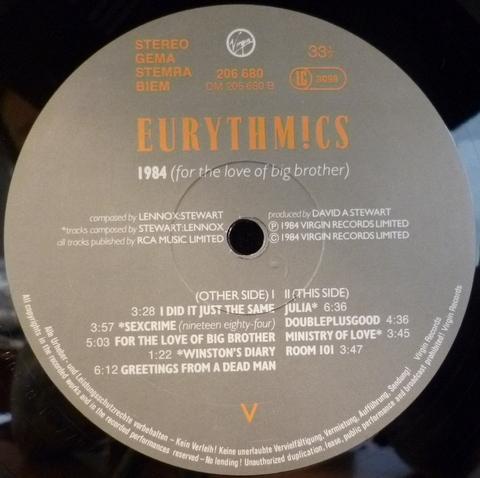 STEREO
GEMA
STEMRA
BIEM
Virgin
206 680
OM 206 680 B
33⅓
LC 3098
EURYTHM!CS
1984 (for the love of big brother)
composed by LENNOX:STEWART
*tracks composed by STEWART:LENNOX
all tracks published by RCA MUSIC LIMITED
produced by DAVID A STEWART
Ⓟ 1984 VIRGIN RECORDS LIMITED
© 1984 VIRGIN RECORDS LIMITED
(OTHER SIDE) I II (THIS SIDE)
3:28 I DID IT JUST THE SAME JULIA* 6:36
3:57 *SEXCRIME (nineteen eighty-four) DOUBLEPLUSGOOD 4:36
5:03 FOR THE LOVE OF BIG BROTHER MINISTRY OF LOVE* 3:45
1:22 *WINSTON'S DIARY ROOM 101 3:47
6:12 GREETINGS FROM A DEAD MAN
V
Alle Urheber- und Leistungsschutzrechte vorbehalten – Kein Verleih! Keine unerlaubte Vervielfältigung, Vermietung, Aufführung, Sendung! Virgin Records
All copyrights in the recorded works and in the recorded performances reserved – No lending! Unauthorized duplication, lease, public performance and broadcast prohibited! Virgin Records